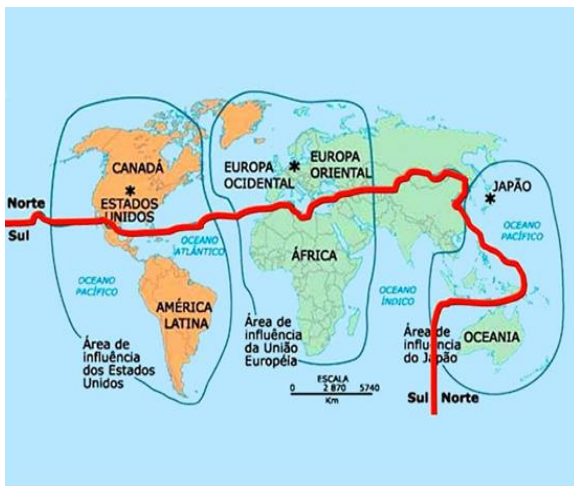 CANADÁ
ESTADOS
UNIDOS
Norte
Sul
OCEANO
PACÍFICO
OCEANO
ATLÂNTICO
AMÉRICA
LATINA
Área de
influência
dos Estados
Unidos
EUROPA
OCIDENTAL
EUROPA
ORIENTAL
ÁFRICA
Área de
influência
da União
Européia
OCEANO
ÍNDICO
ESCALA
0 2 870 5740
Km
JAPÃO
OCEANO
PACÍFICO
OCEANIA
Área de
influência
do Japão
Sul Norte